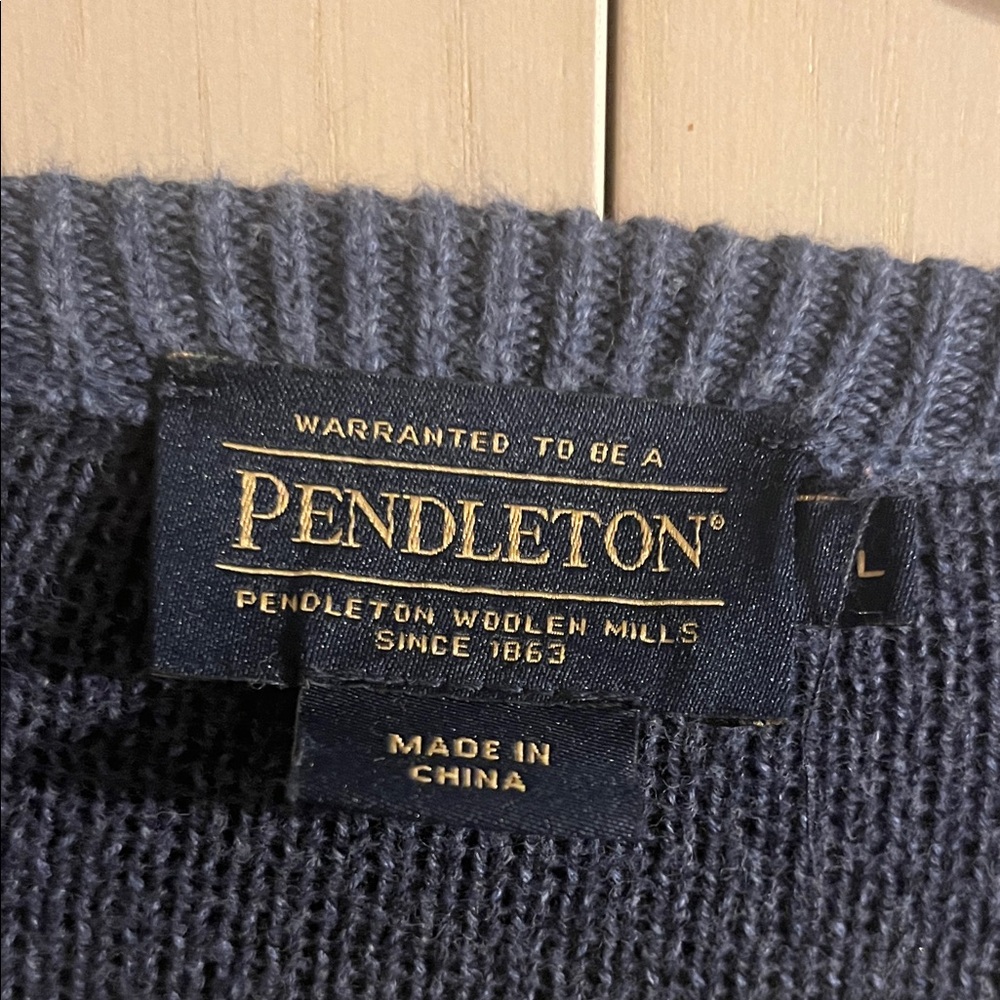 WARRANTED TO BE A
PENDLETON®
PENDLETON WOOLEN MILLS
SINCE 1863
L
MADE IN
CHINA